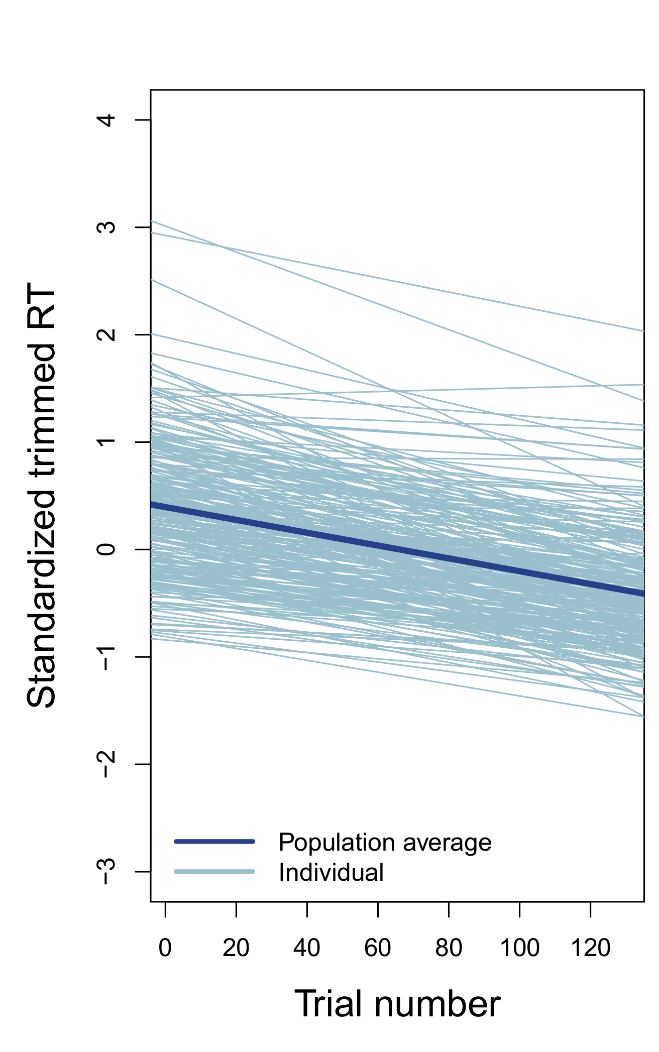 Standardized trimmed RT
4
3
2
1
0
−1
−2
−3
Population average
Individual
0 20 40 60 80 100 120
Trial number